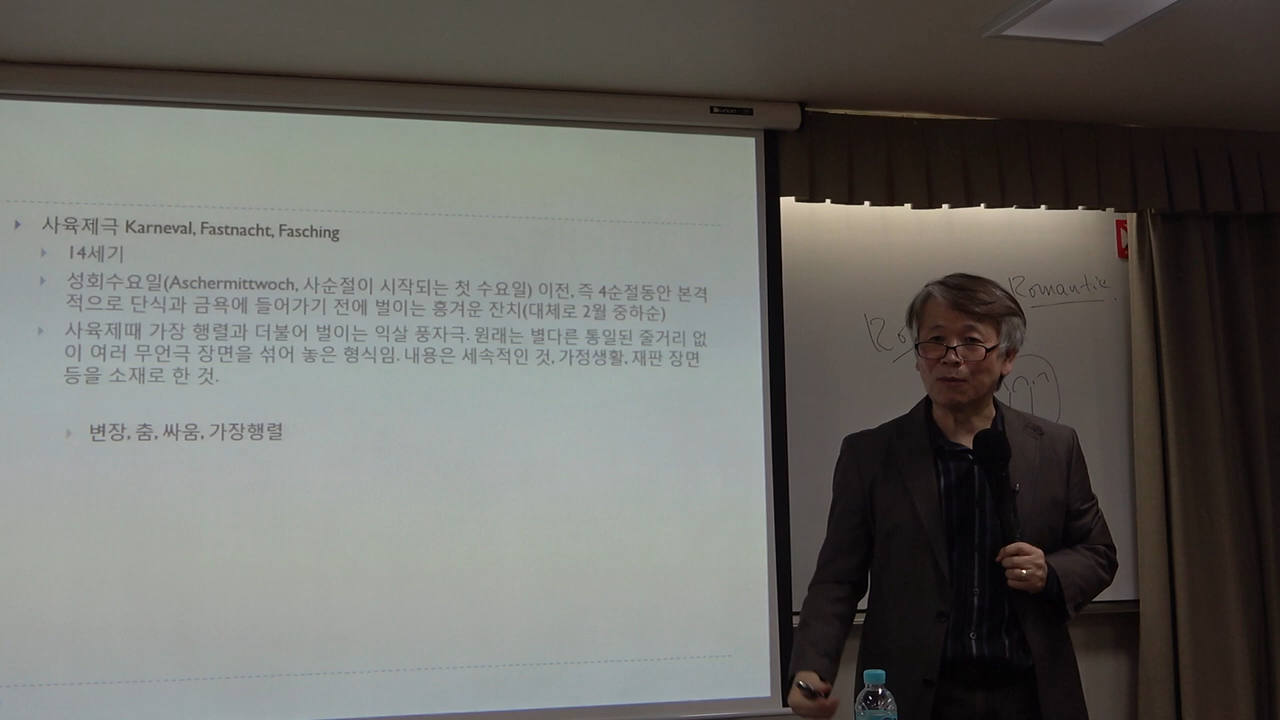 사육제극 Karneval, Fastnacht, Fasching
14세기
성회수요일(Aschermittwoch, 사순절이 시작되는 첫 수요일) 이전, 즉 4순절동안 본격
적으로 단식과 금욕에 들어가기 전에 벌이는 흥겨운 잔치(대체로 2월 중하순)
사육제때 가장 행렬과 더불어 벌이는 익살 풍자극. 원래는 별다른 통일된 줄거리 없
이 여러 무언극 장면을 섞어 놓은 형식임. 내용은 세속적인 것, 가정생활, 재판 장면
등을 소재로 한 것.
변장, 춤, 싸움, 가장행렬
Romantik